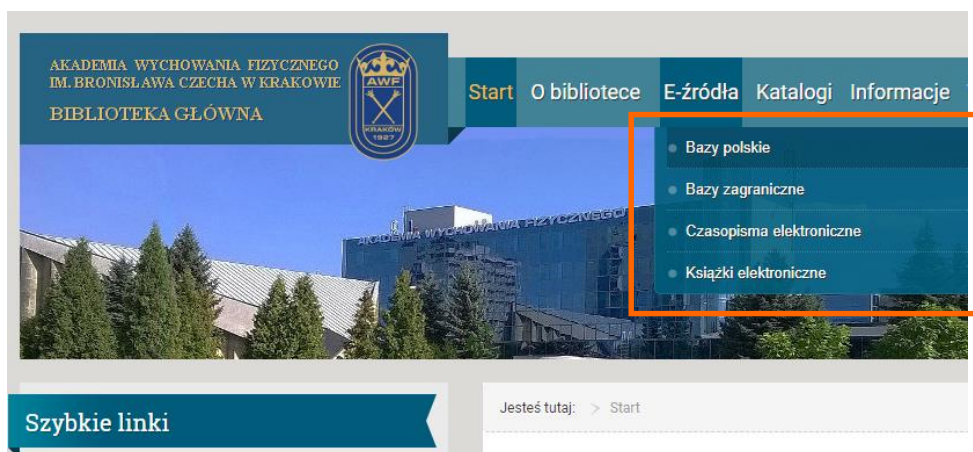 AKADEMIA WYCHOWANIA FIZYCZNEGO
IM. BRONISŁAWA CZECHA W KRAKOWIE
BIBLIOTEKA GŁÓWNA
AWF
KRAKÓW
1927
Start O bibliotece E-źródła Katalogi Informacje
Bazy polskie
Bazy zagraniczne
Czasopisma elektroniczne
Książki elektroniczne
AKADEMIA WYCHOWANIA FIZYCZNEGO
Szybkie linki
Jesteś tutaj: > Start